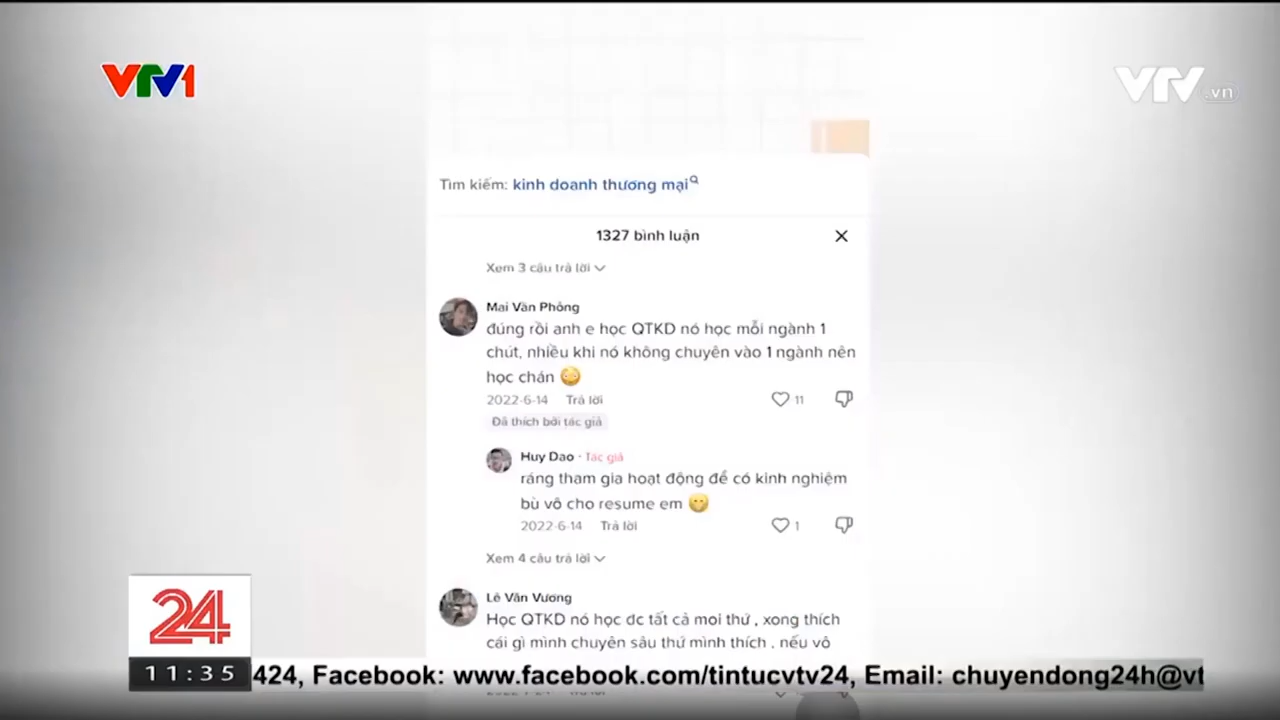 VTV1
VTV.vn
Tìm kiếm: kinh doanh thương mại
1327 bình luận
Xem 3 câu trả lời
Mai Văn Phông
đúng rồi anh e học QTKD nó học mỗi ngành 1
chút, nhiều khi nó không chuyên vào 1 ngành nên
học chán
2022-6-14 Trả lời 11
Đã thích bởi tác giả
Huy Dao · Tác giả
ráng tham gia hoạt động để có kinh nghiệm
bù vô cho resume em
2022-6-14 Trả lời 1
Xem 4 câu trả lời
Lê Văn Vương
Học QTKD nó học đc tất cả mọi thứ , xong thích
cái gì mình chuyên sâu thứ mình thích , nếu vô
24
11:35
424, Facebook: www.facebook.com/tintucvtv24, Email: chuyendong24h@vt